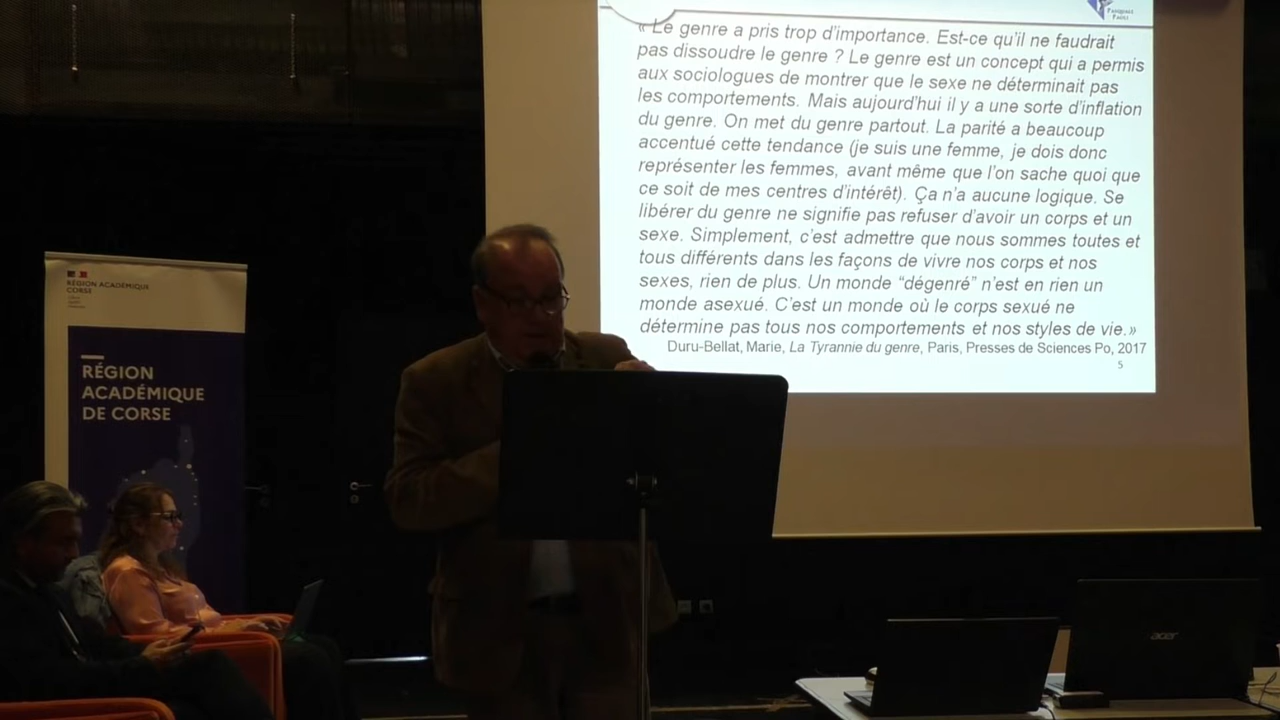 PASQUALE
PAOLI
« Le genre a pris trop d’importance. Est-ce qu’il ne faudrait
pas dissoudre le genre ? Le genre est un concept qui a permis
aux sociologues de montrer que le sexe ne déterminait pas
les comportements. Mais aujourd’hui il y a une sorte d’inflation
du genre. On met du genre partout. La parité a beaucoup
accentué cette tendance (je suis une femme, je dois donc
représenter les femmes, avant même que l’on sache quoi que
ce soit de mes centres d’intérêt). Ça n’a aucune logique. Se
libérer du genre ne signifie pas refuser d’avoir un corps et un
sexe. Simplement, c’est admettre que nous sommes toutes et
tous différents dans les façons de vivre nos corps et nos
sexes, rien de plus. Un monde “dégenré” n’est en rien un
monde asexué. C’est un monde où le corps sexué ne
détermine pas tous nos comportements et nos styles de vie.»
Duru-Bellat, Marie, La Tyrannie du genre, Paris, Presses de Sciences Po, 2017
5
RÉGION ACADÉMIQUE
CORSE
RÉGION
ACADÉMIQUE
DE CORSE
acer